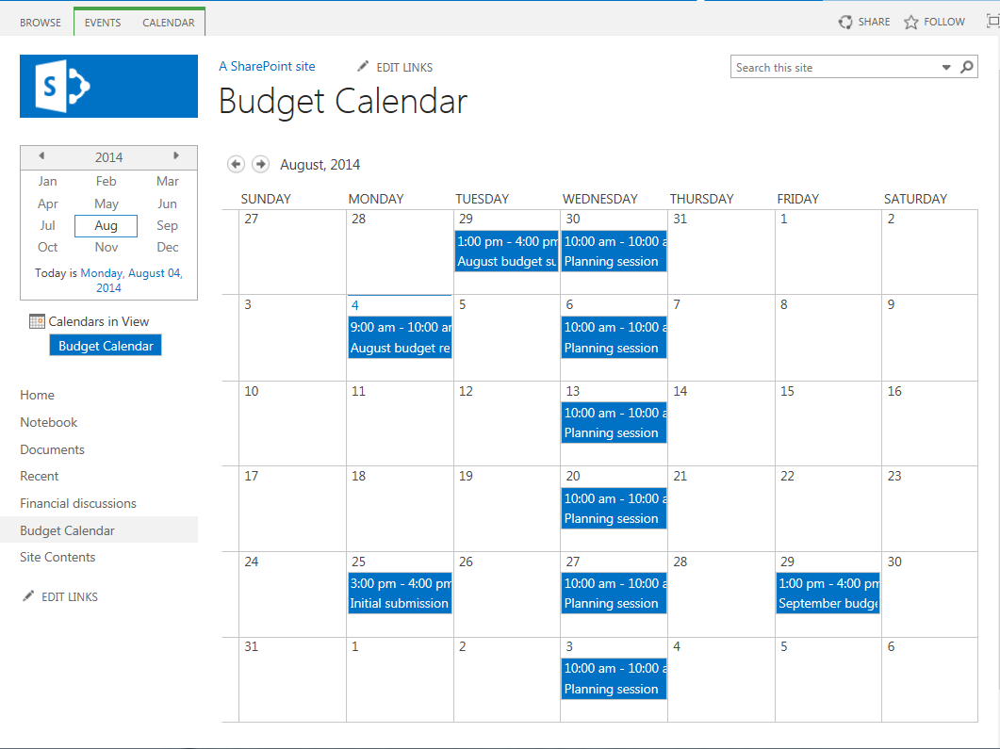 BROWSE EVENTS CALENDAR SHARE FOLLOW
S
A SharePoint site EDIT LINKS
Search this site
Budget Calendar
2014
Jan Feb Mar
Apr May Jun
Jul Aug Sep
Oct Nov Dec
Today is Monday, August 04,
2014
Calendars in View
Budget Calendar
Home
Notebook
Documents
Recent
Financial discussions
Budget Calendar
Site Contents
EDIT LINKS
August, 2014
SUNDAY MONDAY TUESDAY WEDNESDAY THURSDAY FRIDAY SATURDAY
27 28 29 30 31 1 2
1:00 pm - 4:00 pm 10:00 am - 10:00 a
August budget su Planning session
3 4 5 6 7 8 9
9:00 am - 10:00 am 10:00 am - 10:00 a
August budget re Planning session
10 11 12 13 14 15 16
10:00 am - 10:00 a
Planning session
17 18 19 20 21 22 23
10:00 am - 10:00 a
Planning session
24 25 26 27 28 29 30
3:00 pm - 4:00 pm 10:00 am - 10:00 a 1:00 pm - 4:00 pm
Initial submission Planning session September budge
31 1 2 3 4 5 6
10:00 am - 10:00 a
Planning session